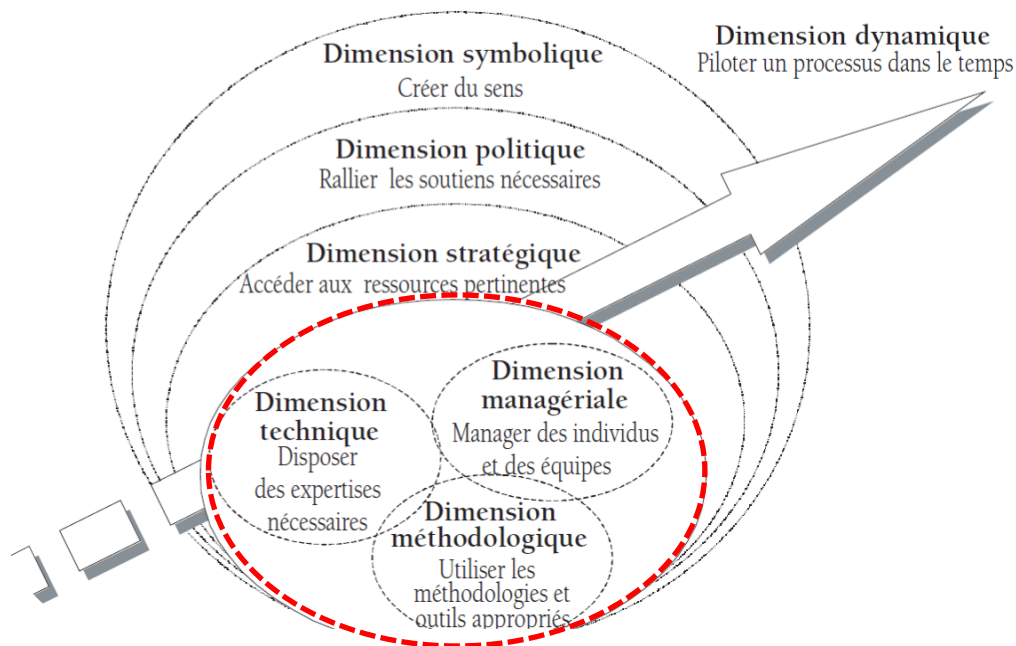 Dimension dynamique
Piloter un processus dans le temps
Dimension symbolique
Créer du sens
Dimension politique
Rallier les soutiens nécessaires
Dimension stratégique
Accéder aux ressources pertinentes
Dimension
technique
Disposer
des expertises
nécessaires
Dimension
managériale
Manager des individus
et des équipes
Dimension
méthodologique
Utiliser les
méthodologies et
outils appropriés